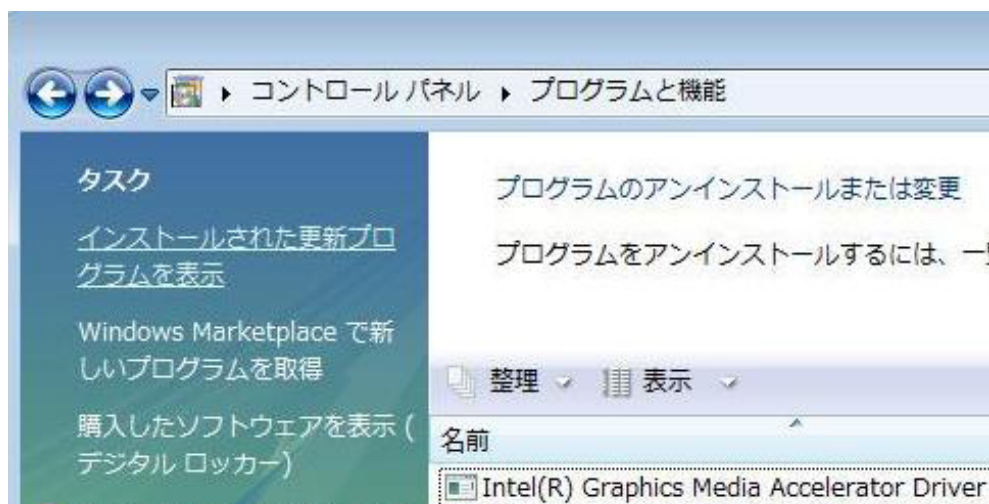 コントロール パネル ▸ プログラムと機能
タスク
インストールされた更新プロ
グラムを表示
Windows Marketplace で新
しいプログラムを取得
購入したソフトウェアを表示 (
デジタル ロッカー)
プログラムのアンインストールまたは変更
プログラムをアンインストールするには、一
整理 表示
名前
Intel(R) Graphics Media Accelerator Driver